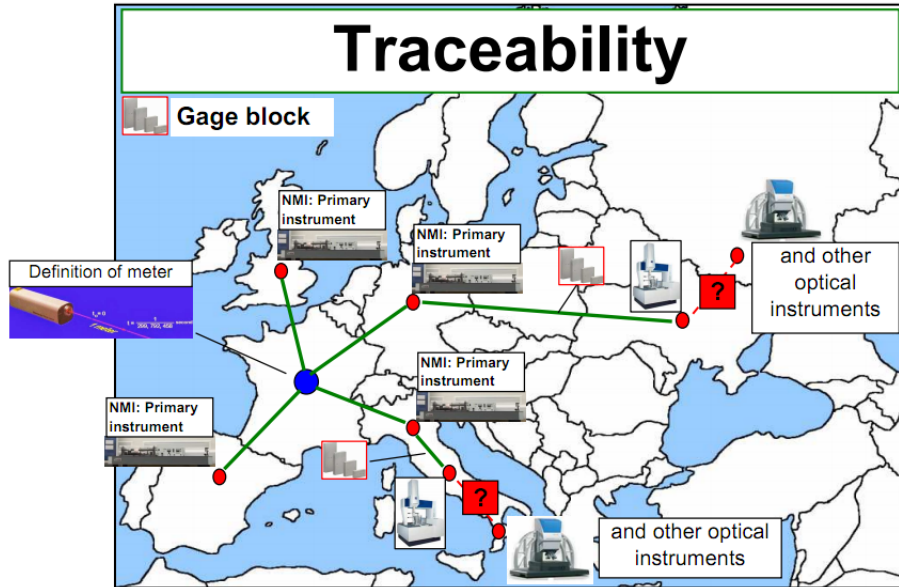 Traceability
Gage block
NMI: Primary
instrument
NMI: Primary
instrument
Definition of meter
and other
optical
instruments
?
NMI: Primary
instrument
NMI: Primary
instrument
?
and other optical
instruments